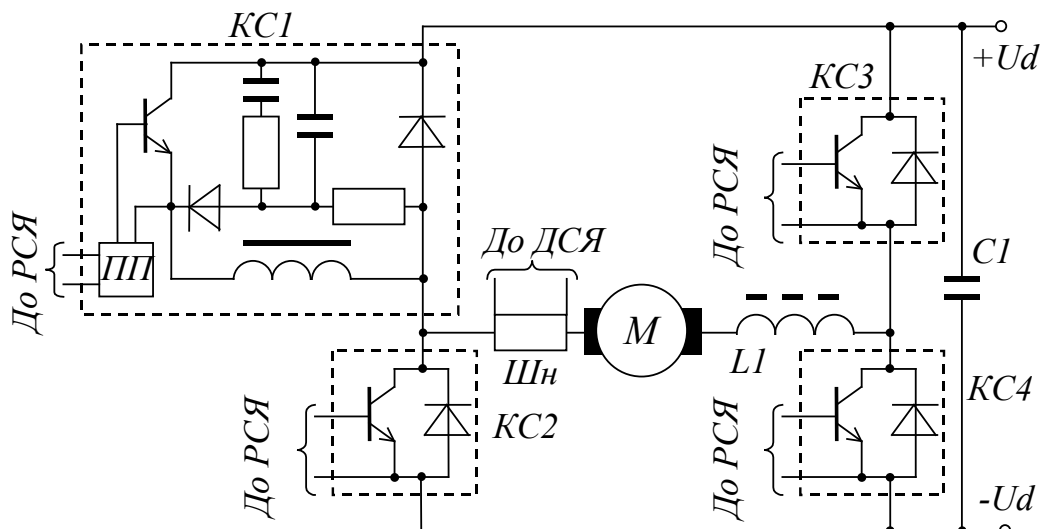 КС1
+Ud
КС3
До РСЯ
До ДСЯ
С1
До РСЯ
ПП
М
Шн
L1
КС4
До РСЯ
КС2
До РСЯ
-Ud